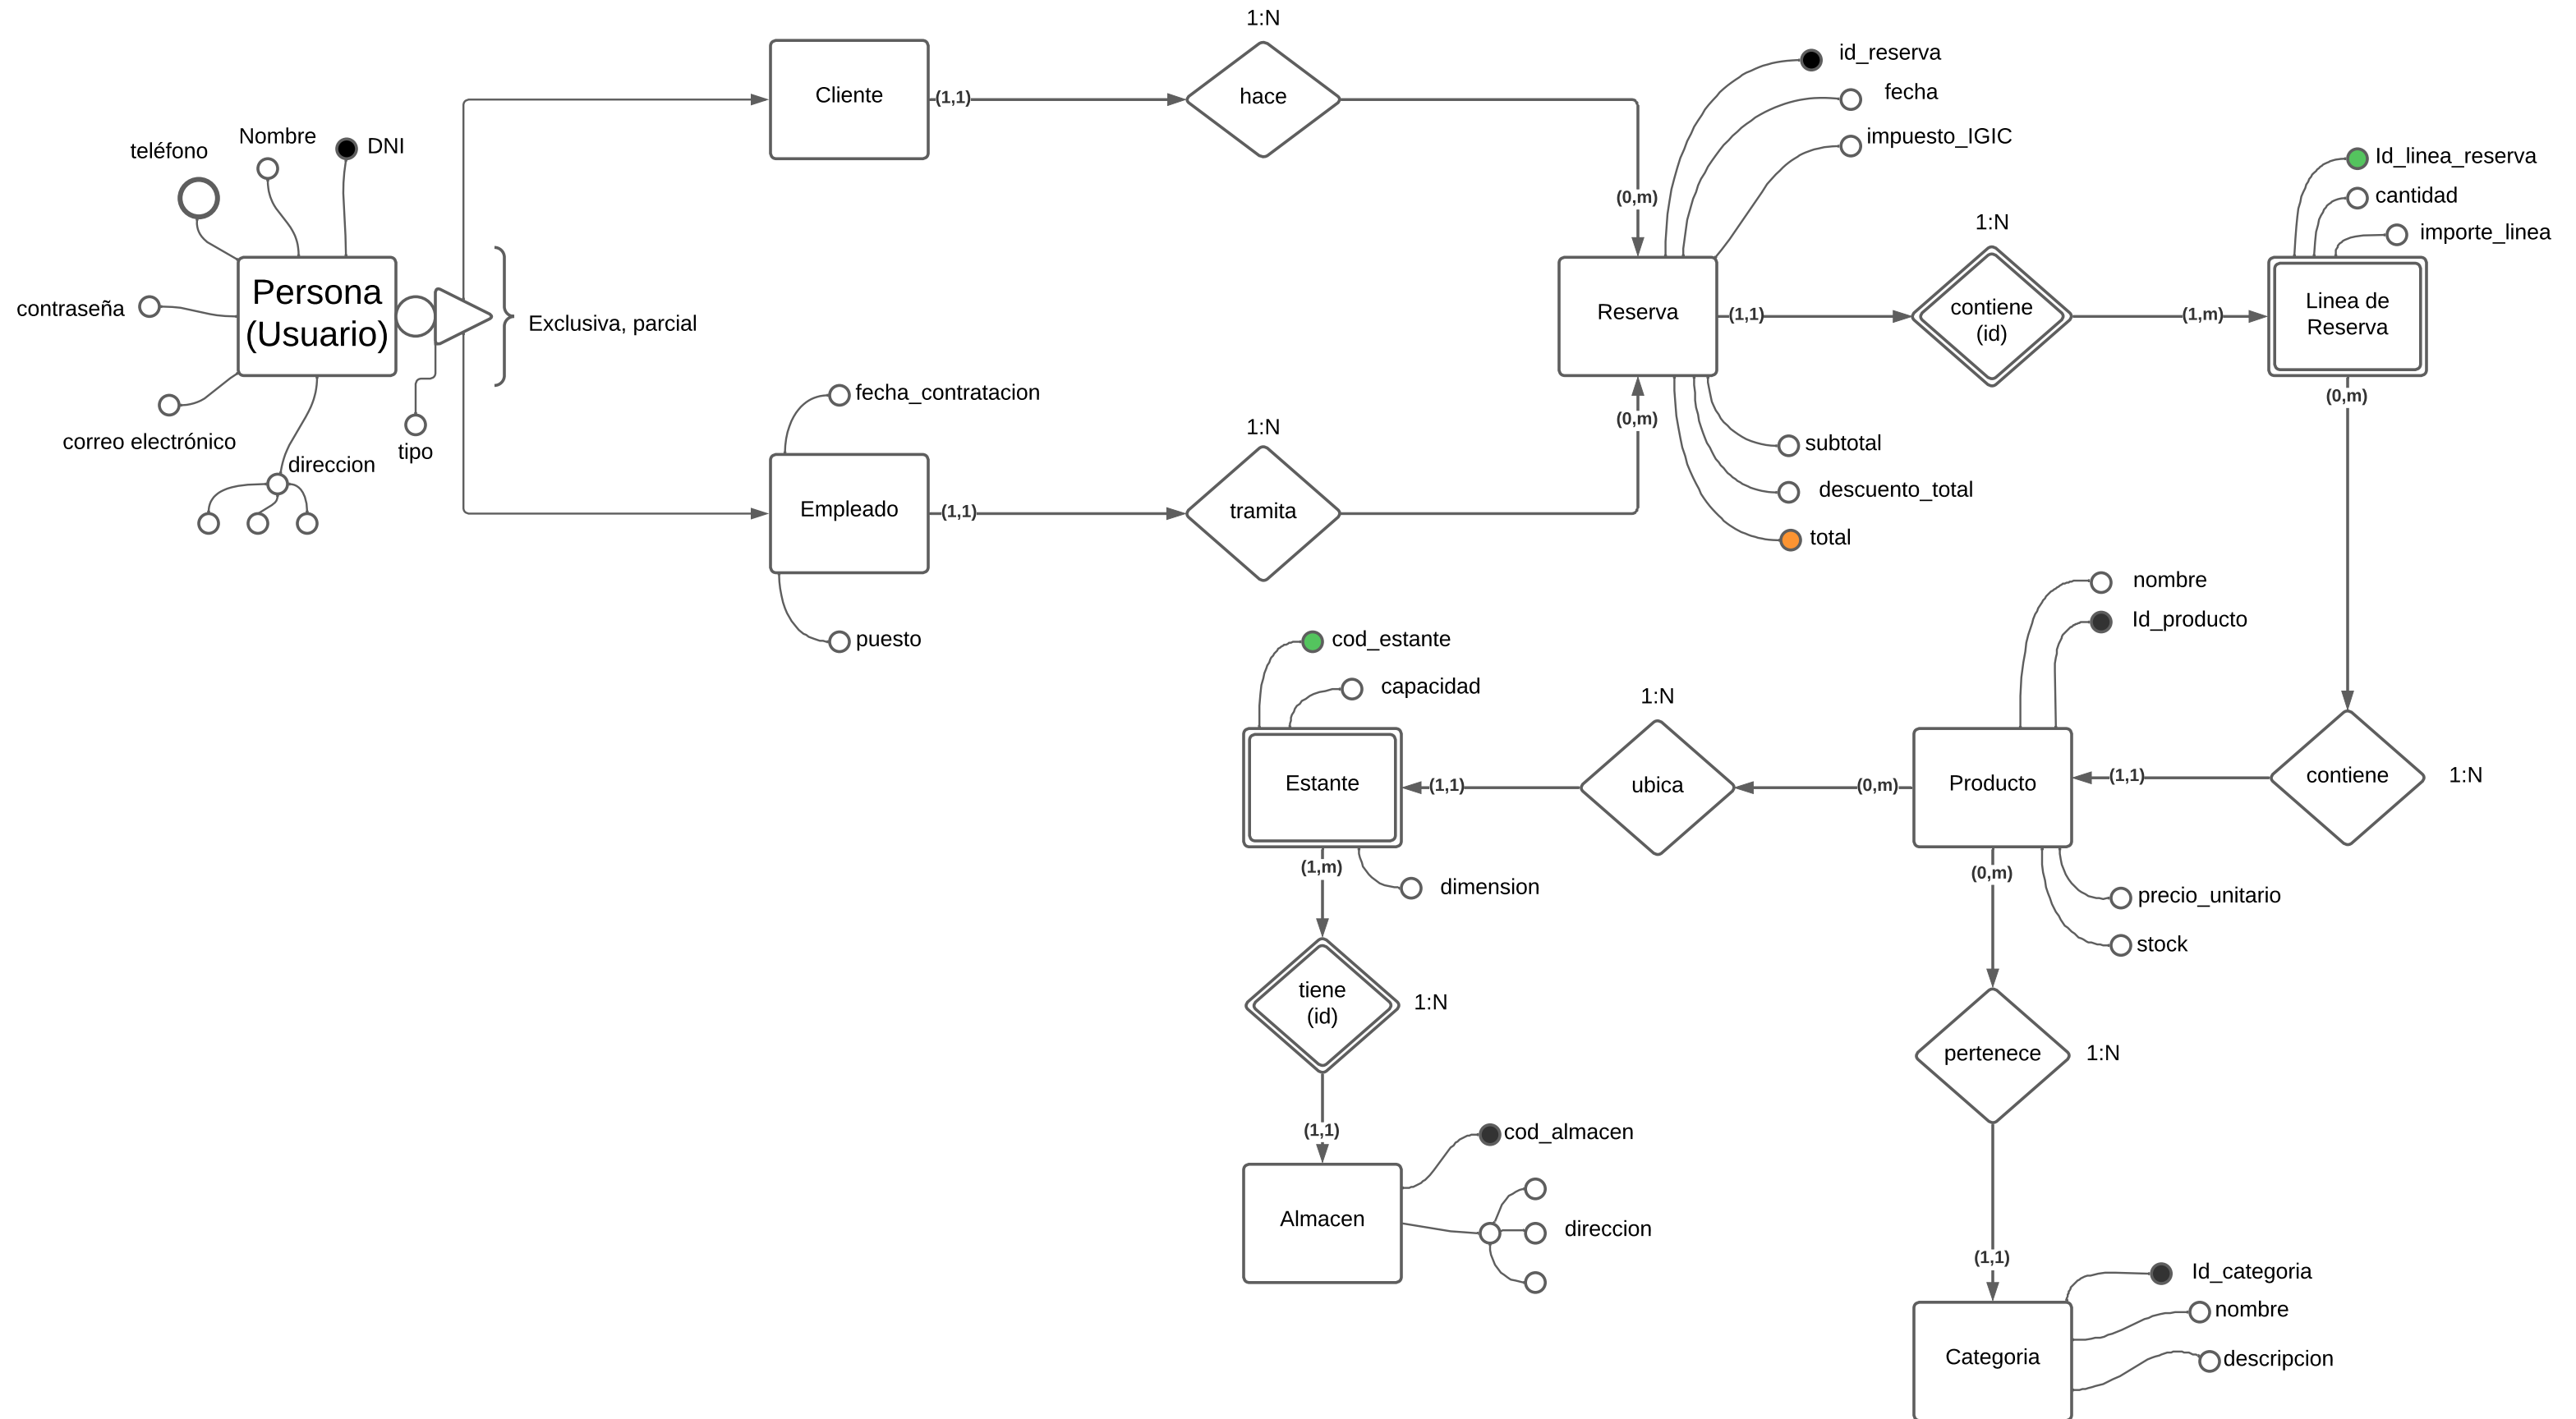 1:N
Cliente
(1,1)
hace
id_reserva
fecha
impuesto_IGIC
teléfono
Nombre
DNI
(0,m)
Id_linea_reserva
cantidad
importe_linea
1:N
Persona
(Usuario)
contraseña
Exclusiva, parcial
Reserva
(1,1)
contiene
(id)
(1,m)
Linea de
Reserva
correo electrónico
direccion
tipo
fecha_contratacion
1:N
(0,m)
(0,m)
subtotal
descuento_total
total
Empleado
(1,1)
tramita
puesto
nombre
Id_producto
cod_estante
capacidad
1:N
Estante
(1,1)
ubica
(0,m)
Producto
(1,1)
contiene
1:N
(1,m)
dimension
(0,m)
precio_unitario
stock
tiene
(id)
1:N
pertenece
1:N
(1,1)
cod_almacen
Almacen
direccion
(1,1)
Id_categoria
nombre
Categoria
descripcion